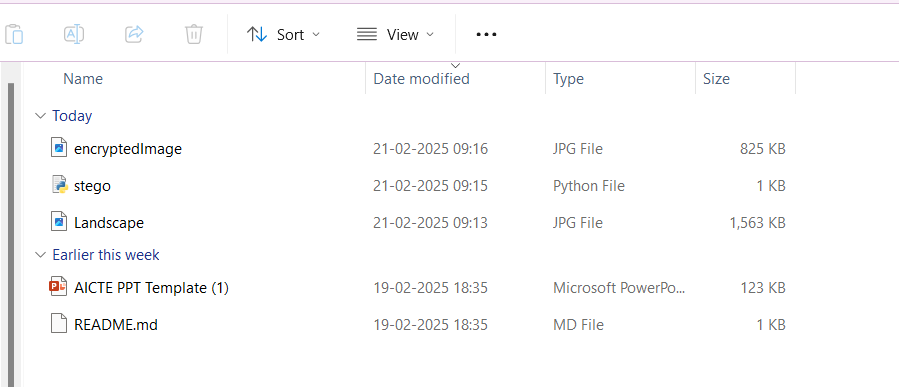 Sort View
Name Date modified Type Size
Today
encryptedImage 21-02-2025 09:16 JPG File 825 KB
stego 21-02-2025 09:15 Python File 1 KB
Landscape 21-02-2025 09:13 JPG File 1,563 KB
Earlier this week
AICTE PPT Template (1) 19-02-2025 18:35 Microsoft PowerPo... 123 KB
README.md 19-02-2025 18:35 MD File 1 KB